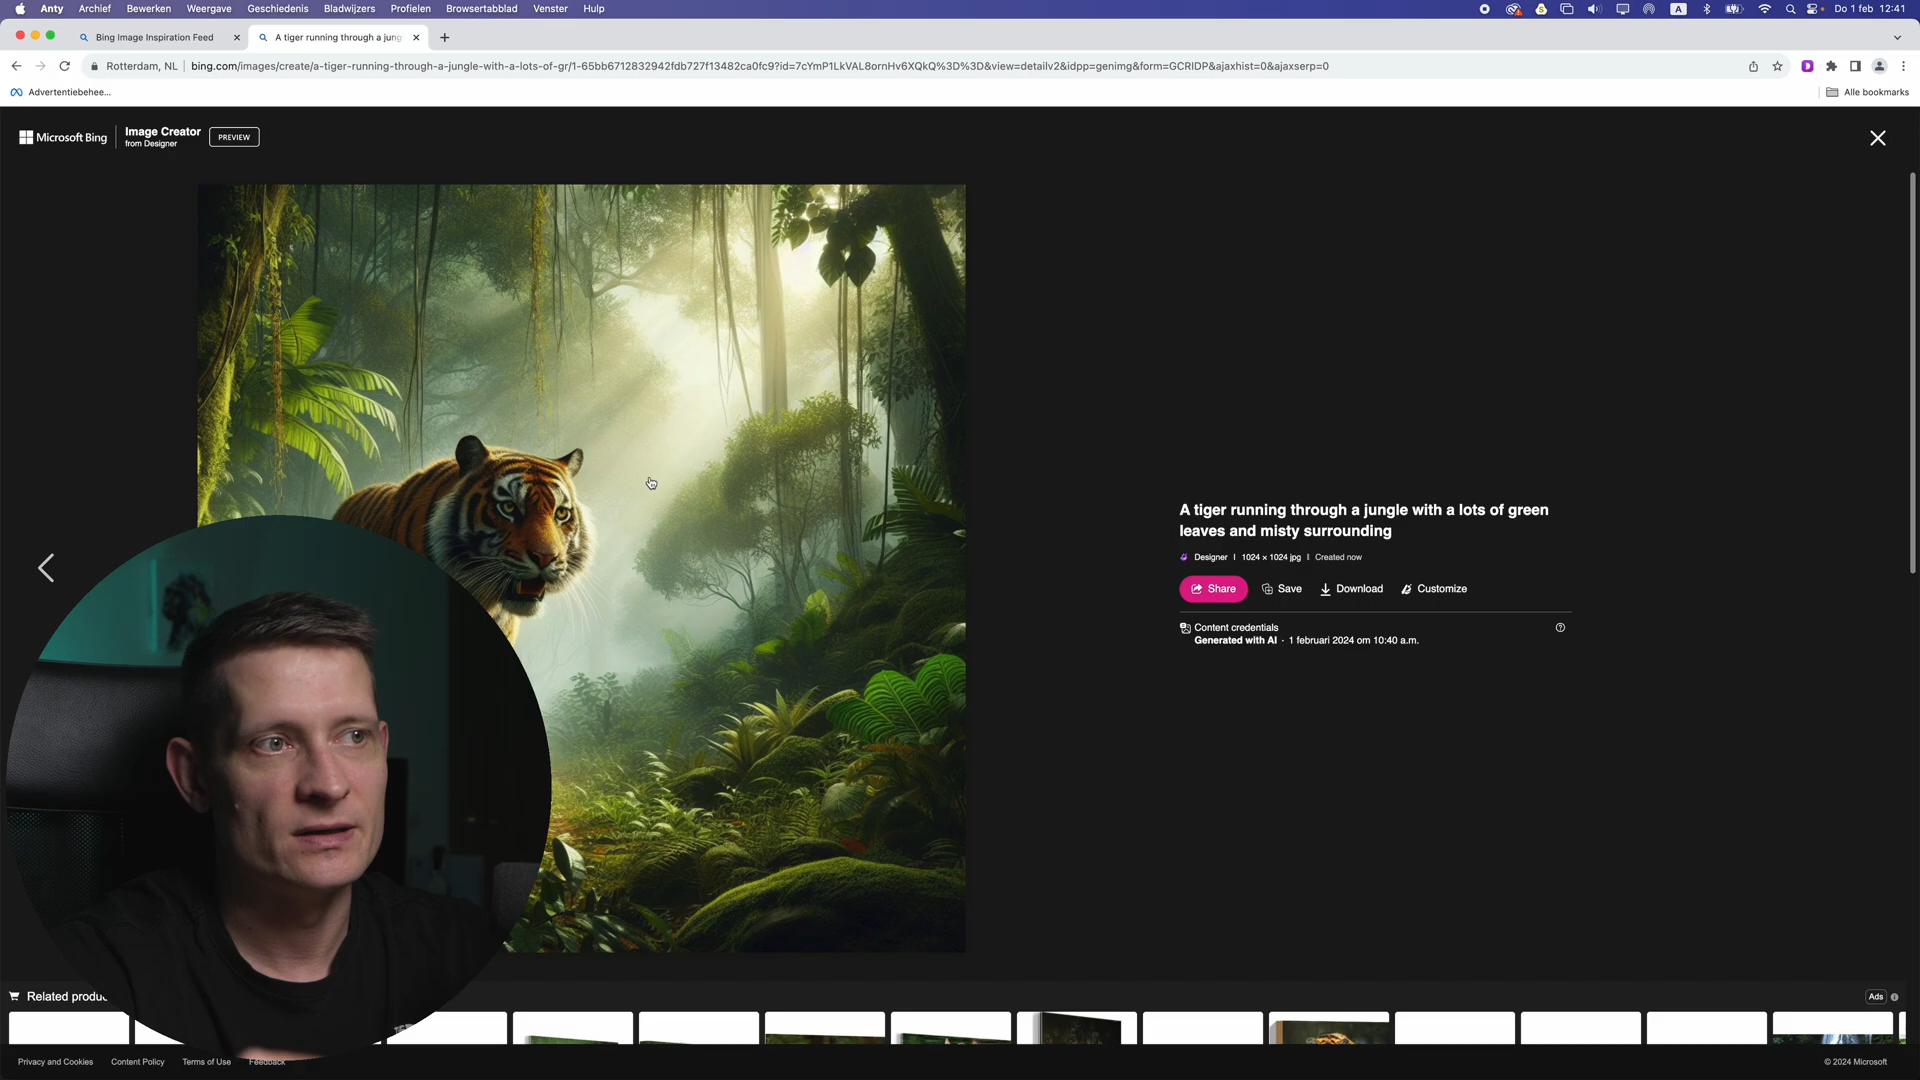 Anty Archief Bewerken Weergave Geschiedenis Bladwijzers Profielen Browsertabblad Venster Hulp
A
Do 1 feb 12:41
Bing Image Inspiration Feed
A tiger running through a jung
Rotterdam, NL
bing.com/images/create/a-tiger-running-through-a-jungle-with-a-lots-of-gr/1-65bb6712832942fdb727f13482ca0fc9?id=7cYmP1LkVAL8ornHv6XQkQ%3D%3D&view=detailv2&idpp=genimg&form=GCRIDP&ajaxhist=0&ajaxserp=0
Advertentiebehee...
Alle bookmarks
Microsoft Bing
Image Creator
from Designer
PREVIEW
A tiger running through a jungle with a lots of green
leaves and misty surrounding
Designer | 1024 × 1024 jpg | Created now
Share Save Download Customize
Content credentials
Generated with AI · 1 februari 2024 om 10:40 a.m.
Related produc
Ads
Privacy and Cookies Content Policy Terms of Use Feedback
© 2024 Microsoft